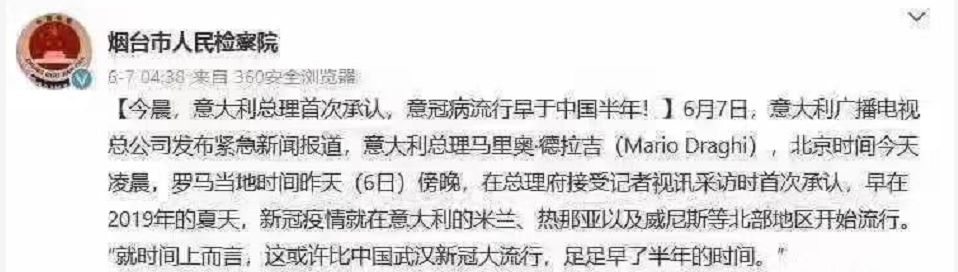 烟台市人民检察院
6-7 04:38 来自 360安全浏览器
【今晨，意大利总理首次承认，意冠病流行早于中国半年！】6月7日，意大利广播电视
总公司发布紧急新闻报道，意大利总理马里奥·德拉吉（Mario Draghi），北京时间今天
凌晨，罗马当地时间昨天（6日）傍晚，在总理府接受记者视讯采访时首次承认，早在
2019年的夏天，新冠疫情就在意大利的米兰、热那亚以及威尼斯等北部地区开始流行。
“就时间上而言，这或许比中国武汉新冠大流行，足足早了半年的时间。”